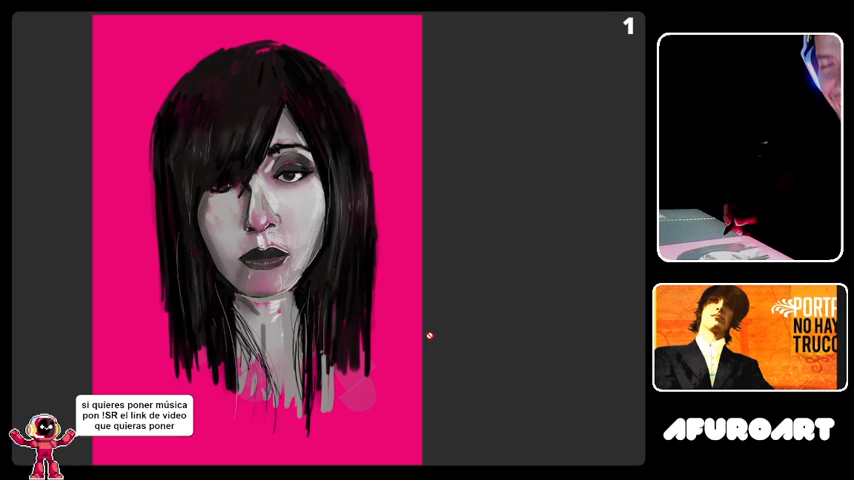 1
PORT
NO HAY
TRUCO
si quieres poner música
pon !SR el link de video
que quieras poner
AFUROART